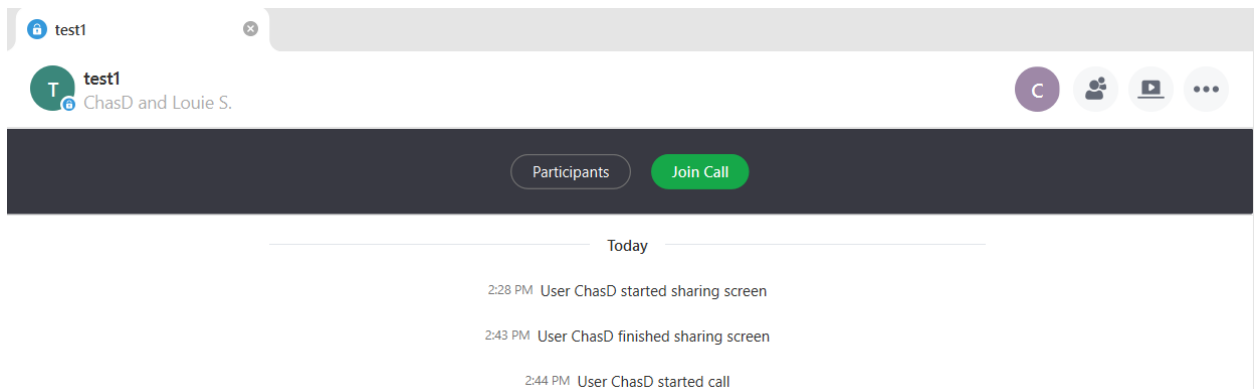 test1
T
test1
ChasD and Louie S.
C
Participants
Join Call
Today
2:28 PM User ChasD started sharing screen
2:43 PM User ChasD finished sharing screen
2:44 PM User ChasD started call